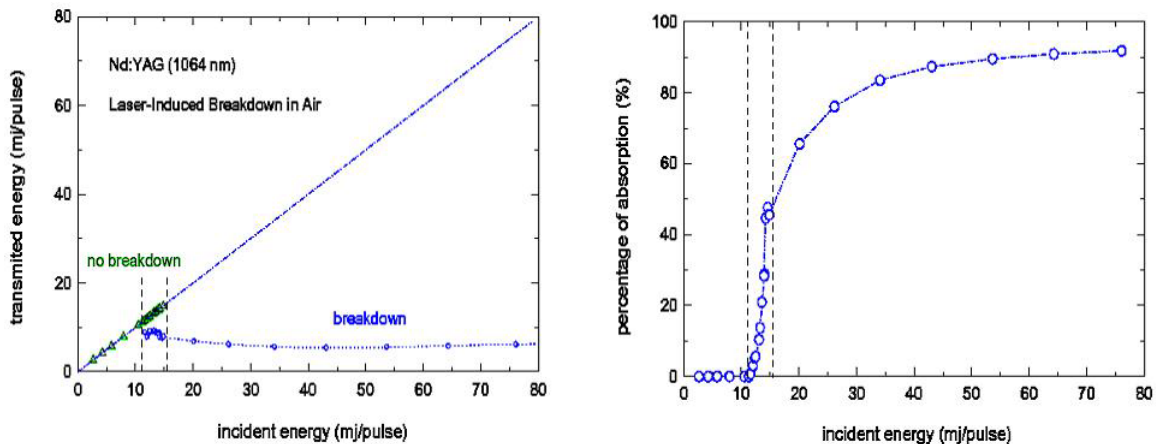 80
60
40
20
0
transmited energy (mj/pulse)
Nd:YAG (1064 nm)
Laser-Induced Breakdown in Air
no breakdown
breakdown
0 10 20 30 40 50 60 70 80
incident energy (mj/pulse)
100
80
60
40
20
0
percentage of absorption (%)
0 10 20 30 40 50 60 70 80
incident energy (mj/pulse)